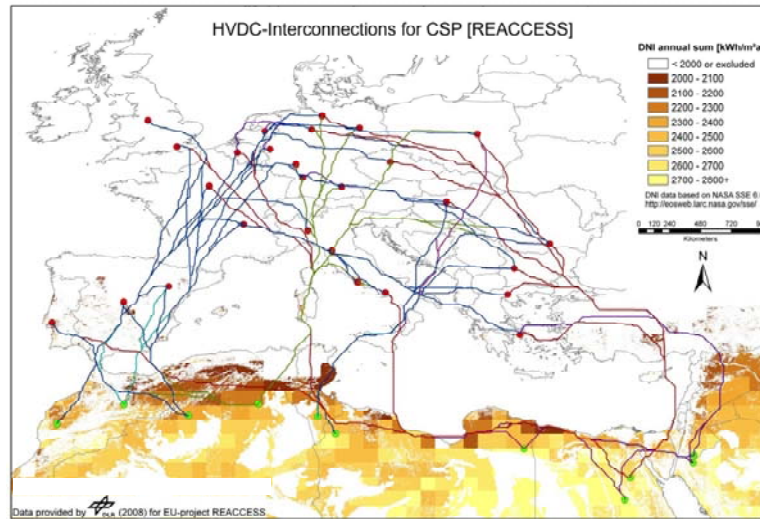 HVDC-Interconnections for CSP [REACCESS]
DNI annual sum [kWh/m²a]
< 2000 or excluded
2000 - 2100
2100 - 2200
2200 - 2300
2300 - 2400
2400 - 2500
2500 - 2600
2600 - 2700
2700 - 2800+
DNI data based on NASA SSE 6.
http://eosweb.larc.nasa.gov/sse/
0 120 240 480 720
Kilometers
N
Data provided by DLR (2008) for EU-project REACCESS